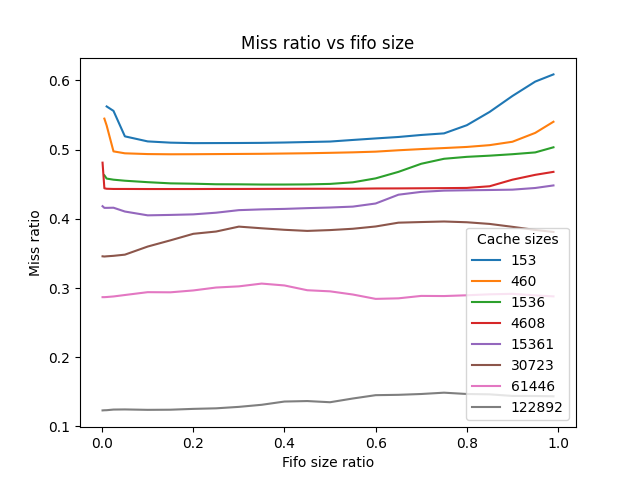 Miss ratio vs fifo size
Miss ratio
0.6
0.5
0.4
0.3
0.2
0.1
Cache sizes
153
460
1536
4608
15361
30723
61446
122892
0.0 0.2 0.4 0.6 0.8 1.0
Fifo size ratio